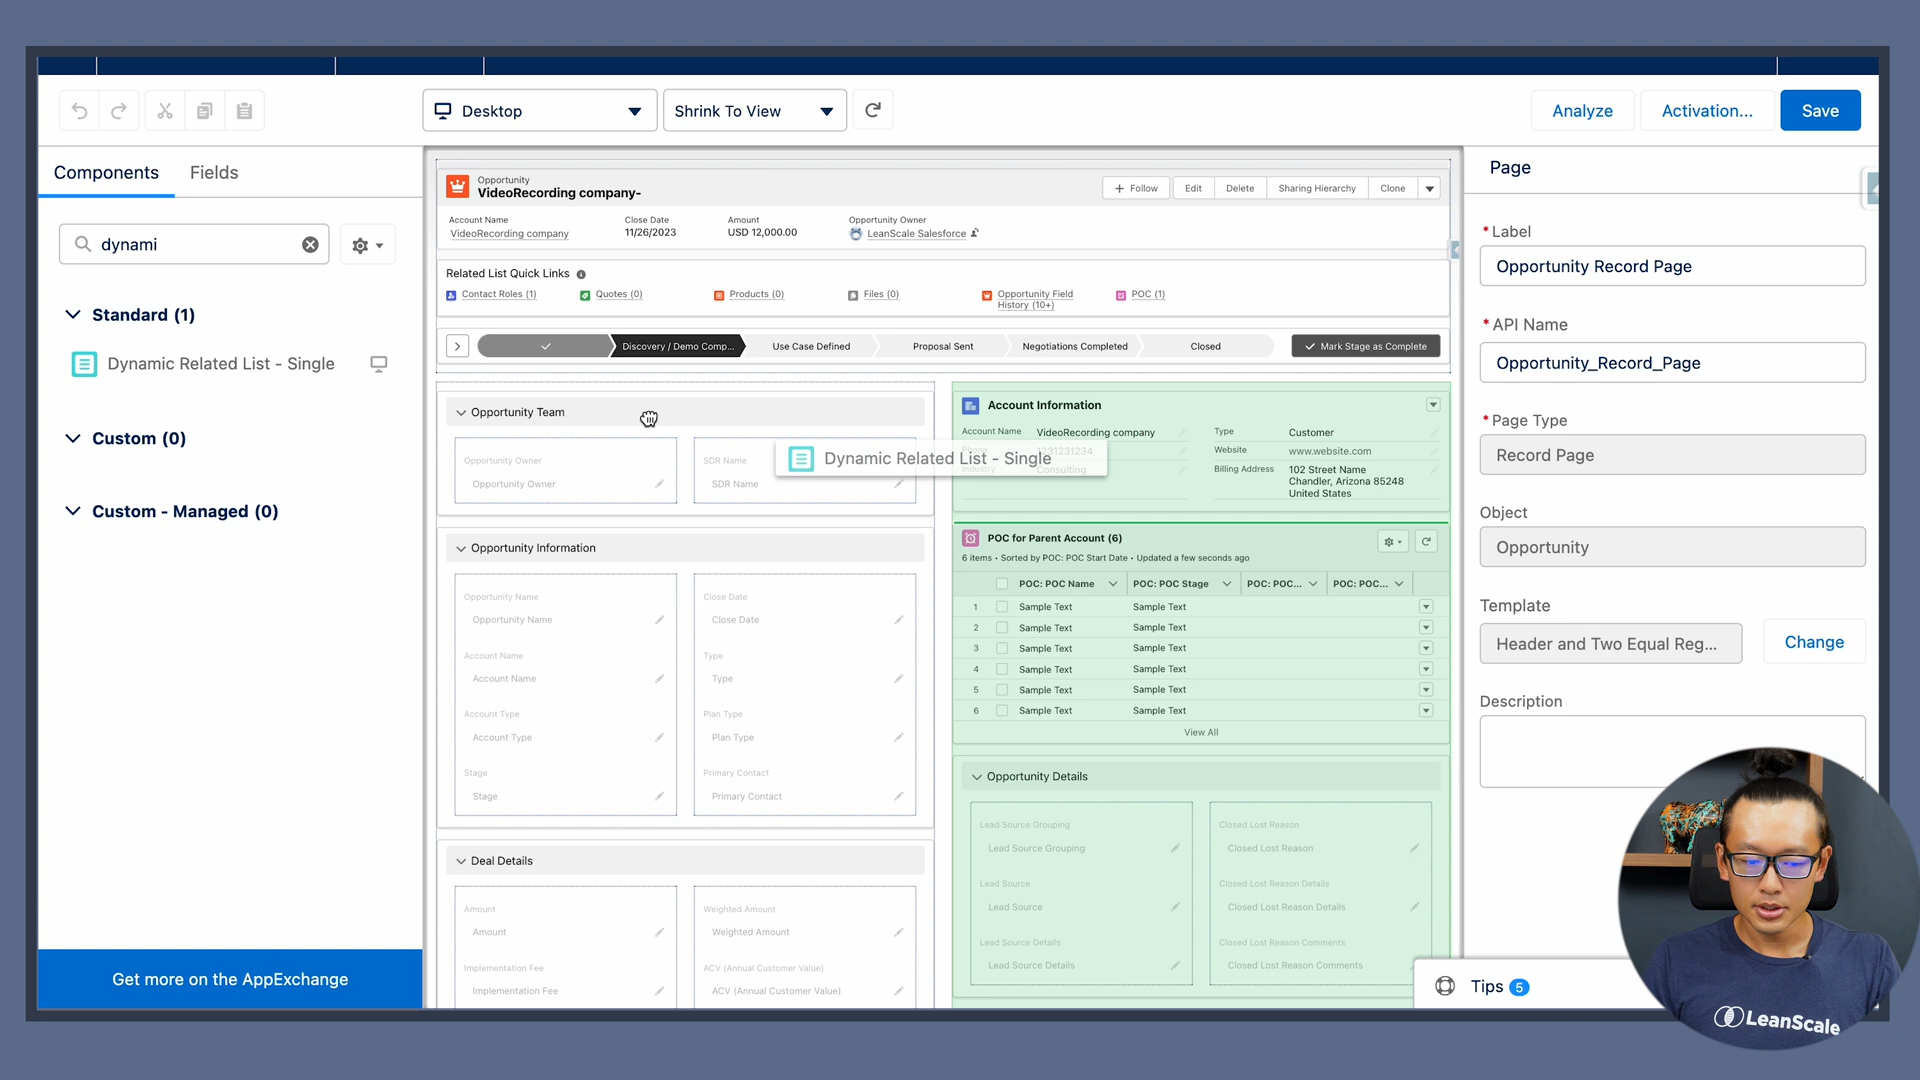 Desktop
Shrink To View
Analyze
Activation...
Save
Components
Fields
dynami
Standard (1)
Dynamic Related List - Single
Custom (0)
Custom - Managed (0)
Get more on the AppExchange
Opportunity
VideoRecording company-
Follow
Edit
Delete
Sharing Hierarchy
Clone
Account Name
VideoRecording company
Close Date
11/26/2023
Amount
USD 12,000.00
Opportunity Owner
LeanScale Salesforce
Related List Quick Links
Contact Roles (1)
Quotes (0)
Products (0)
Files (0)
Opportunity Field
History (10+)
POC (1)
Discovery / Demo Comp...
Use Case Defined
Proposal Sent
Negotiations Completed
Closed
Mark Stage as Complete
Opportunity Team
Opportunity Owner
Opportunity Owner
SDR Name
SDR Name
Dynamic Related List - Single
Opportunity Information
Opportunity Name
Opportunity Name
Close Date
Close Date
Account Name
Account Name
Type
Type
Account Type
Account Type
Plan Type
Plan Type
Stage
Stage
Primary Contact
Primary Contact
Deal Details
Amount
Amount
Weighted Amount
Weighted Amount
Implementation Fee
Implementation Fee
ACV (Annual Customer Value)
ACV (Annual Customer Value)
Account Information
Account Name
VideoRecording company
Phone
1231231234
Industry
Consulting
Type
Customer
Website
www.website.com
Billing Address
102 Street Name
Chandler, Arizona 85248
United States
POC for Parent Account (6)
6 items • Sorted by POC: POC Start Date • Updated a few seconds ago
POC: POC Name
POC: POC Stage
POC: POC...
POC: POC...
1 Sample Text Sample Text
2 Sample Text Sample Text
3 Sample Text Sample Text
4 Sample Text Sample Text
5 Sample Text Sample Text
6 Sample Text Sample Text
View All
Opportunity Details
Lead Source Grouping
Lead Source Grouping
Closed Lost Reason
Closed Lost Reason
Lead Source
Lead Source
Closed Lost Reason Details
Closed Lost Reason Details
Lead Source Details
Lead Source Details
Closed Lost Reason Comments
Closed Lost Reason Comments
Page
* Label
Opportunity Record Page
* API Name
Opportunity_Record_Page
* Page Type
Record Page
Object
Opportunity
Template
Header and Two Equal Reg...
Change
Description
Tips 5
LeanScale